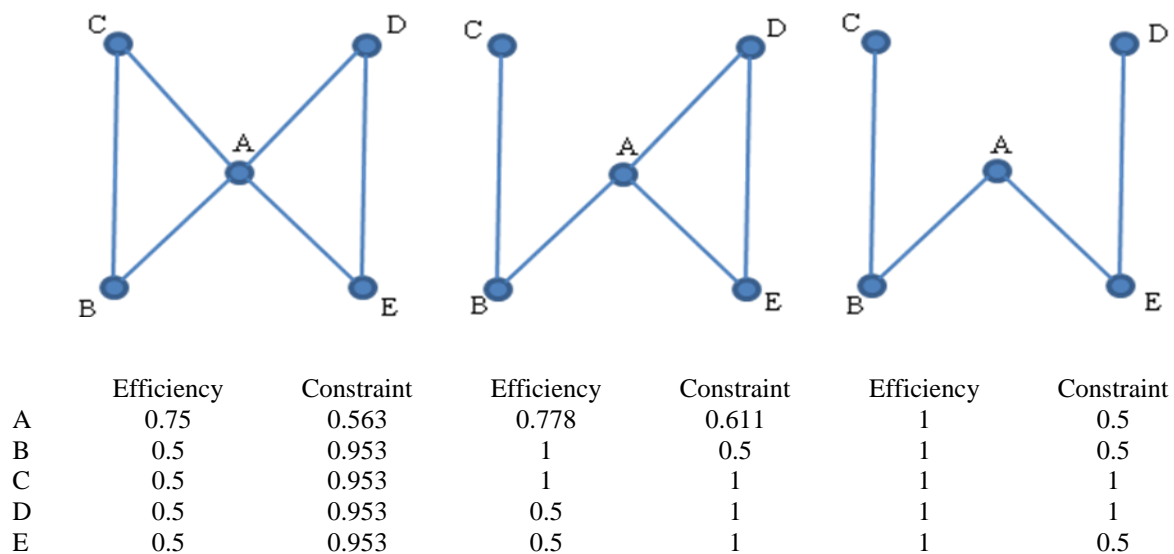 C D C D C D
A A A
B E B E B E
Efficiency Constraint Efficiency Constraint Efficiency Constraint
A 0.75 0.563 0.778 0.611 1 0.5
B 0.5 0.953 1 0.5 1 0.5
C 0.5 0.953 1 1 1 1
D 0.5 0.953 0.5 1 1 1
E 0.5 0.953 0.5 1 1 0.5